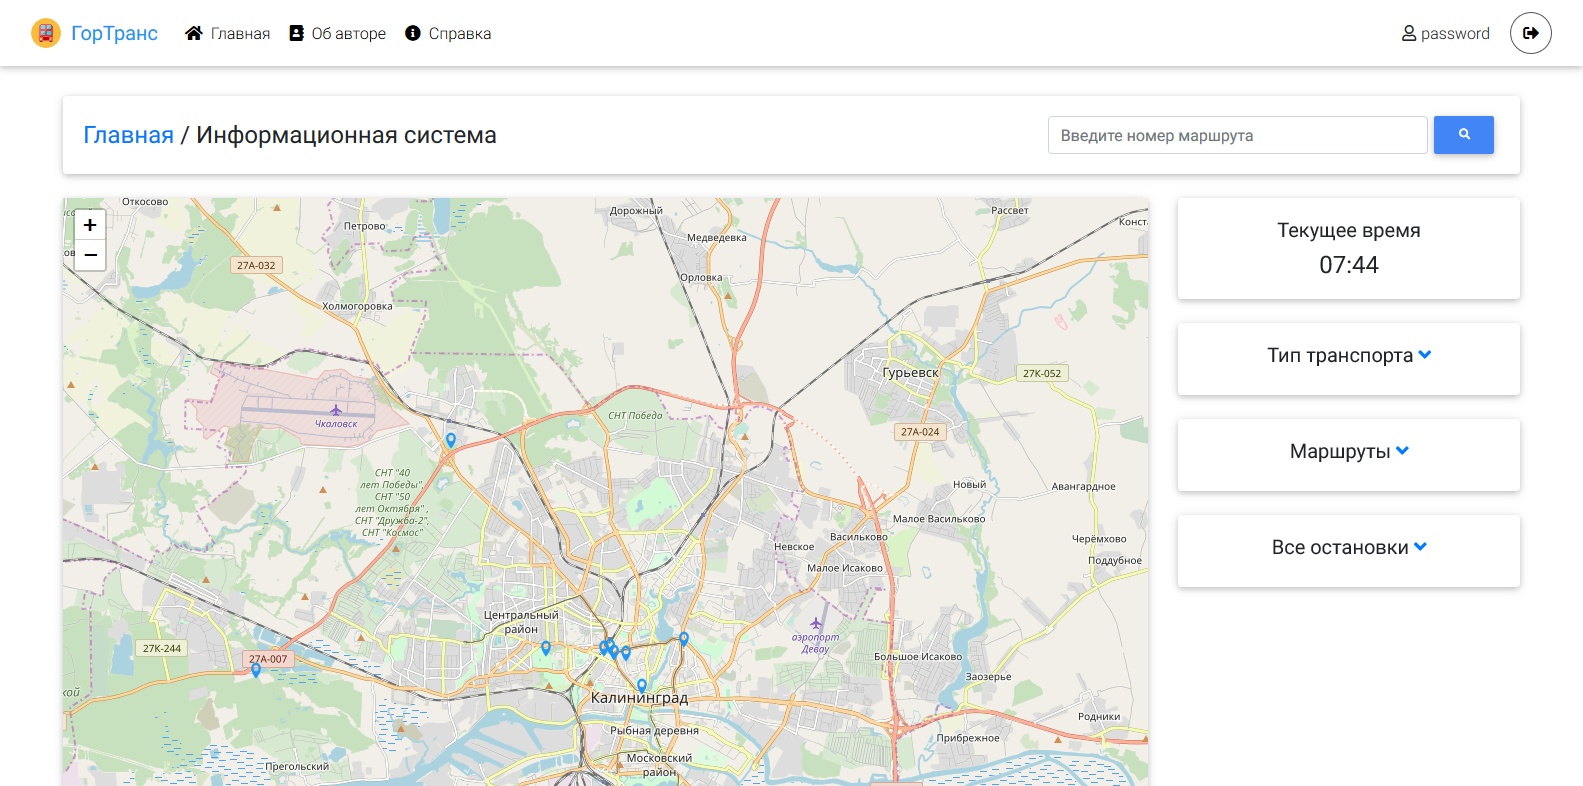 ГорТранс Главная Об авторе Справка password
Главная / Информационная система
Введите номер маршрута
+
−
Откосово
Петрово
27А-032
Холмогоровка
Дорожный
Медведевка
Орловка
Рассвет
Конст
Гурьевск
27К-052
27А-024
Чкаловск
СНТ Победа
СНТ "40
лет Победы"
СНТ "50
лет Октября",
СНТ "Дружба-2",
СНТ "Космос"
Новый
Авангардное
Малое Васильково
Васильково
Невское
Черёмхово
Поддубное
Малое Исаково
Центральный
район
аэропорт
Девау
27К-244
27А-007
Большое Исаково
Заозерье
кой
Калининград
Родники
Рыбная деревня
Прибрежное
Московский
район
Прегольский
Текущее время
07:44
Тип транспорта
Маршруты
Все остановки